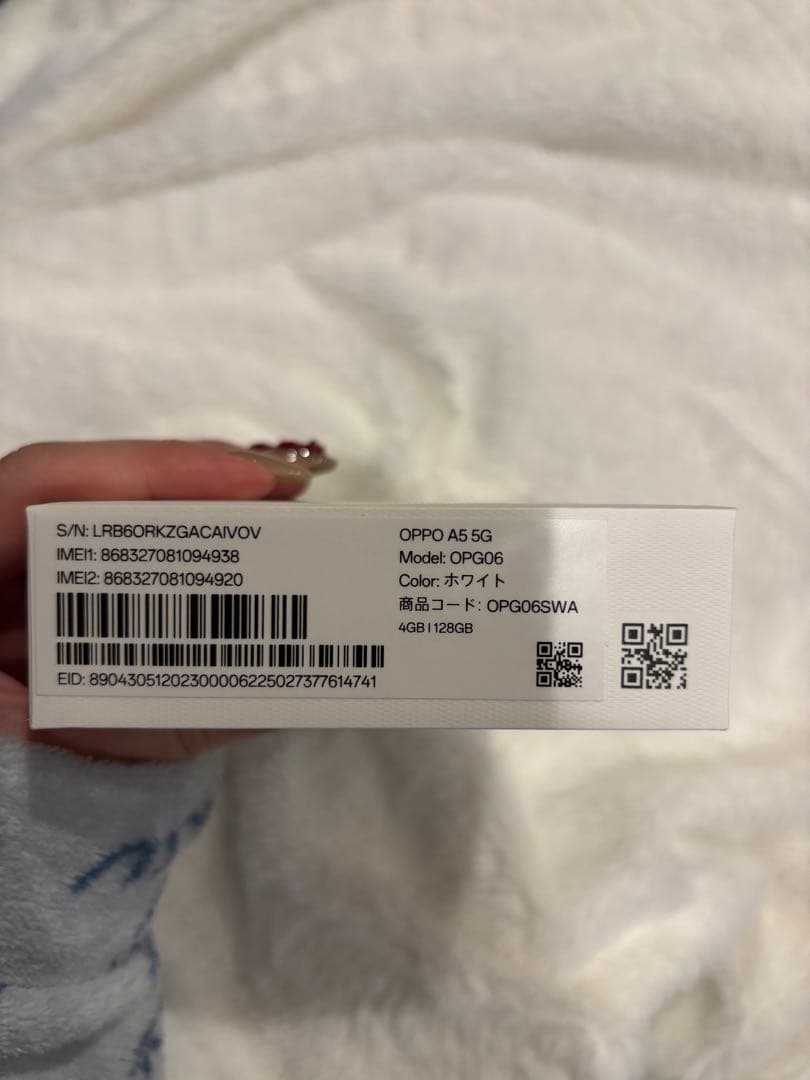 S/N: LRB6ORKZGACAIVOV
IMEI1: 868327081094938
IMEI2: 868327081094920
EID: 89043051202300006225027377614741
OPPO A5 5G
Model: OPG06
Color: ホワイト
商品コード: OPG06SWA
4GB | 128GB